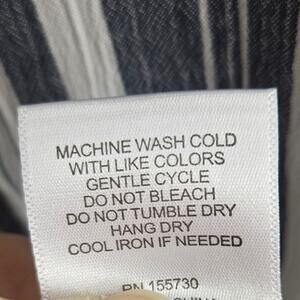 MACHINE WASH COLD
WITH LIKE COLORS
GENTLE CYCLE
DO NOT BLEACH
DO NOT TUMBLE DRY
HANG DRY
COOL IRON IF NEEDED
RN 155730